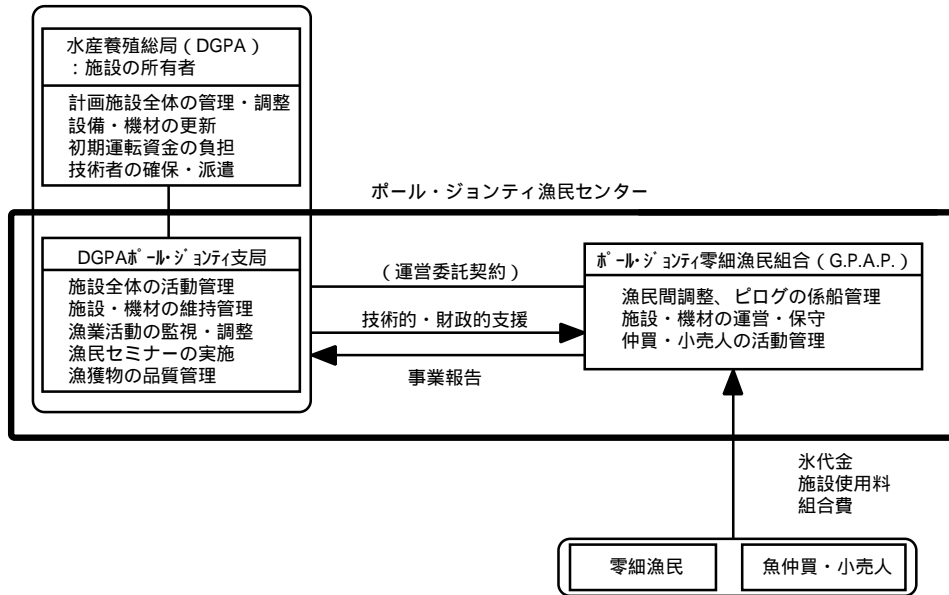 水産養殖総局(DGPA)
:施設の所有者
計画施設全体の管理・調整
設備・機材の更新
初期運転資金の負担
技術者の確保・派遣
ポール・ジョンティ漁民センター
DGPAポール・ジョンティ支局
施設全体の活動管理
施設・機材の維持管理
漁業活動の監視・調整
漁民セミナーの実施
漁獲物の品質管理
(運営委託契約)
技術的・財政的支援
事業報告
ポール・ジョンティ零細漁民組合(G.P.A.P.)
漁民間調整、ピログの係船管理
施設・機材の運営・保守
仲買・小売人の活動管理
氷代金
施設使用料
組合費
零細漁民
魚仲買・小売人